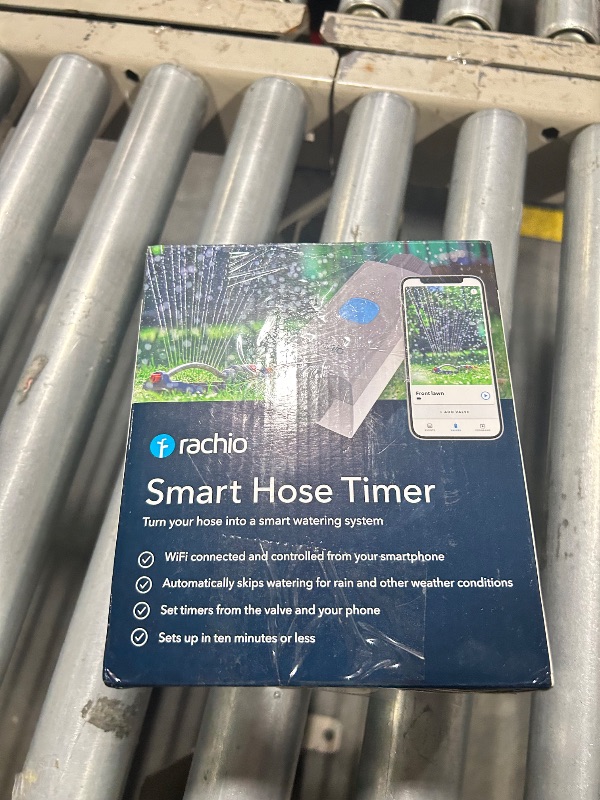 Front lawn
+ ADD VALVE
rachio
Smart Hose Timer
Turn your hose into a smart watering system
WiFi connected and controlled from your smartphone
Automatically skips watering for rain and other weather conditions
Set timers from the valve and your phone
Sets up in ten minutes or less